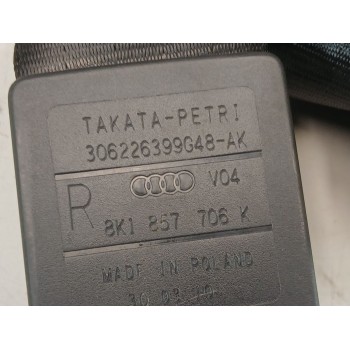 TAKATA-PETRI
306226399G48-AK
V04
R
8K1 857 706 K
MADE IN POLAND